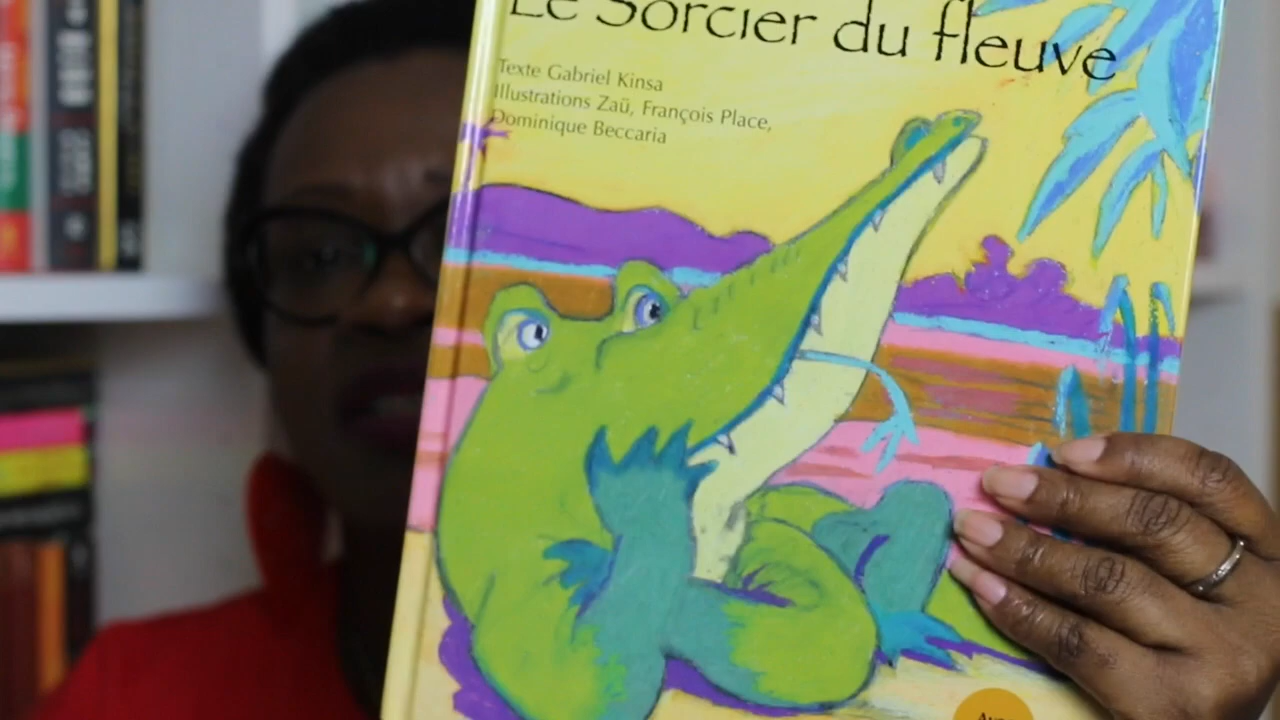 Le Sorcier du fleuve
Texte Gabriel Kinsa
Illustrations Zaü, François Place,
Dominique Beccaria